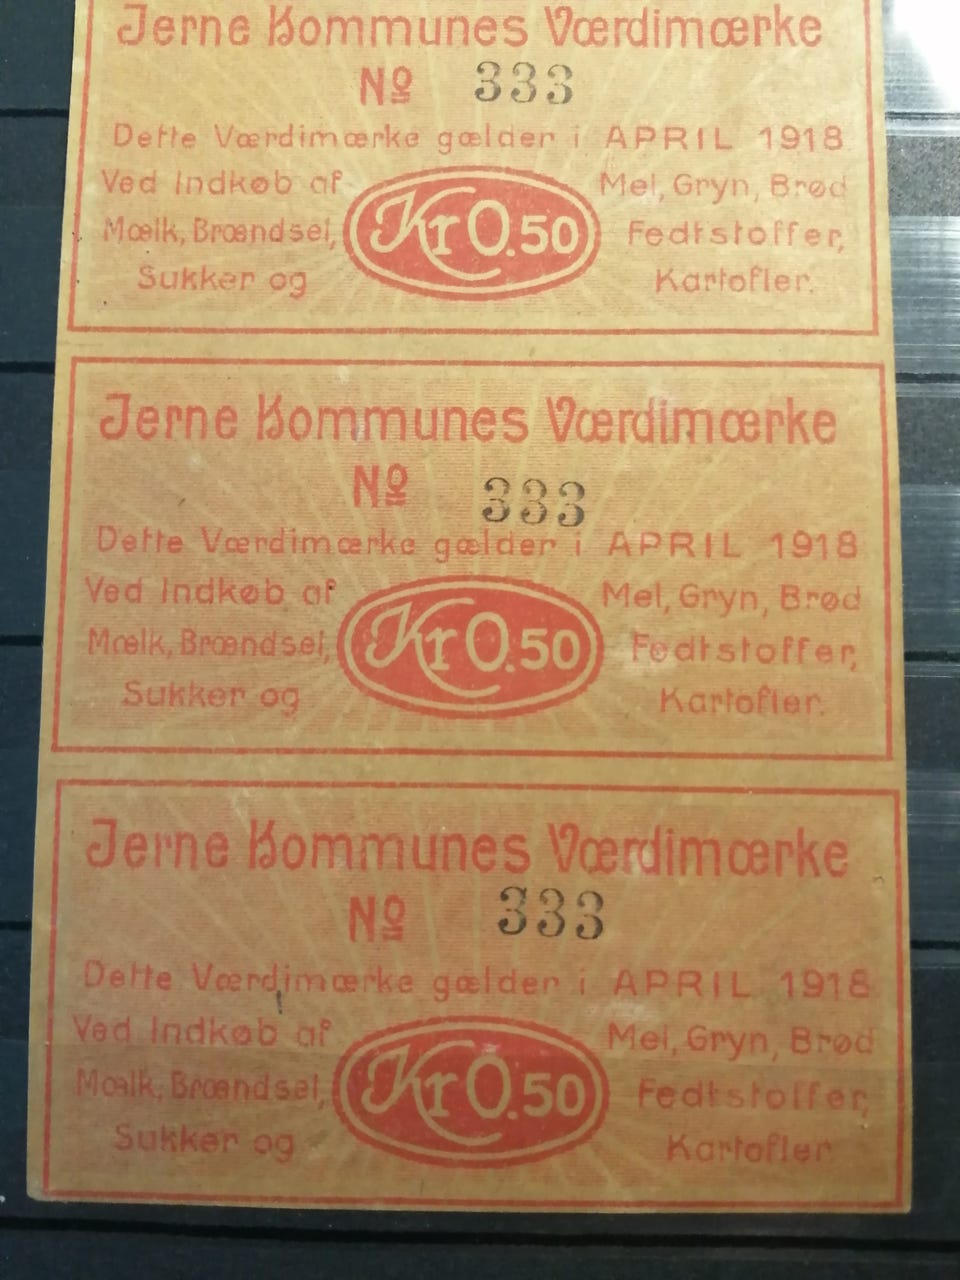 Jerne Kommunes Værdimærke
No 333
Dette Værdimærke gælder i APRIL 1918
Ved Indkøb af Mel, Gryn, Brød
Mælk, Brændsel, Kr 0.50 Fedtstoffer,
Sukker og Kartofler.
Jerne Kommunes Værdimærke
No 333
Dette Værdimærke gælder i APRIL 1918
Ved Indkøb af Mel, Gryn, Brød
Mælk, Brændsel, Kr 0.50 Fedtstoffer,
Sukker og Kartofler.
Jerne Kommunes Værdimærke
No 333
Dette Værdimærke gælder i APRIL 1918
Ved Indkøb af Mel, Gryn, Brød
Mælk, Brændsel, Kr 0.50 Fedtstoffer,
Sukker og Kartofler